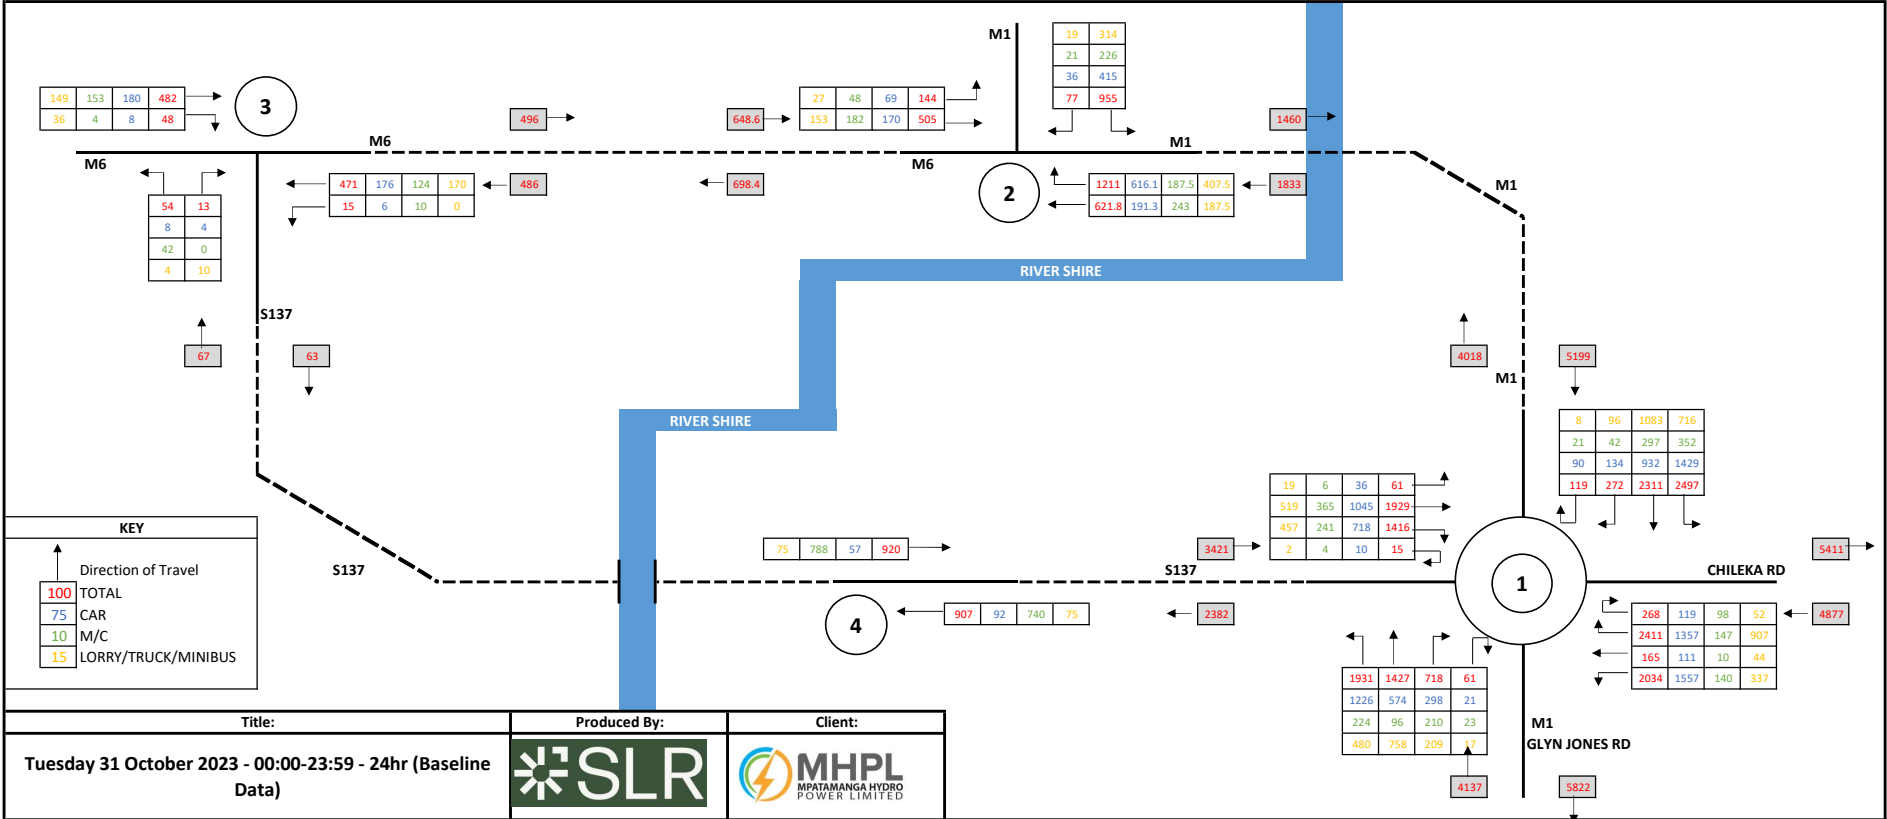 M1
19 314
21 226
36 415
77 955
149 153 180 482
36 4 8 48
3
496
648.6
27 48 69 144
153 182 170 505
1460
M6
M1
M6
M6
471 176 124 170
15 6 10 0
486
698.4
2
1211 616.1 187.5 407.5
621.8 191.3 243 187.5
1833
M1
54 13
8 4
42 0
4 10
RIVER SHIRE
S137
67
63
4018
5199
M1
RIVER SHIRE
8 96 1083 716
21 42 297 352
90 134 932 1429
119 272 2311 2497
19 6 36 61
519 365 1045 1929
457 241 718 1416
2 4 10 15
KEY
Direction of Travel
100 TOTAL
75 CAR
10 M/C
15 LORRY/TRUCK/MINIBUS
S137
75 788 57 920
3421
5411
S137
CHILEKA RD
1
4
907 92 740 75
2382
268 119 98 52
2411 1357 147 907
165 111 10 44
2034 1557 140 337
4877
1931 1427 718 61
1226 574 298 21
224 96 210 23
480 758 209 17
M1
GLYN JONES RD
4137
5822
Title:
Produced By:
Client:
Tuesday 31 October 2023 - 00:00-23:59 - 24hr (Baseline
Data)
SLR
MHPL
MPATAMANGA HYDRO
POWER LIMITED